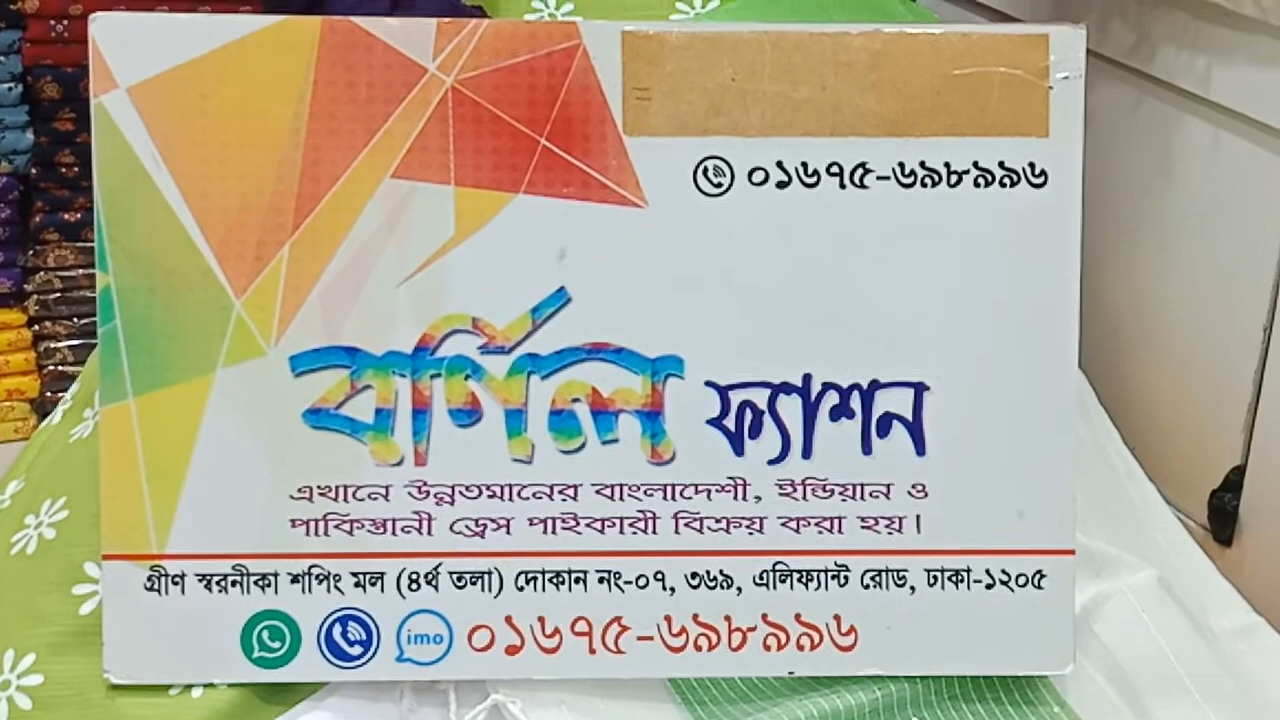 ০১৬৭৫-৬৯৮৯৯৬
বর্ণিল ফ্যাশন
এখানে উন্নতমানের বাংলাদেশী, ইন্ডিয়ান ও
পাকিস্তানী ড্রেস পাইকারী বিক্রয় করা হয়।
গ্রীণ স্বরনীকা শপিং মল (৪র্থ তলা) দোকান নং-০৭, ৩৬৯, এলিফ্যান্ট রোড, ঢাকা-১২০৫
imo ০১৬৭৫-৬৯৮৯৯৬